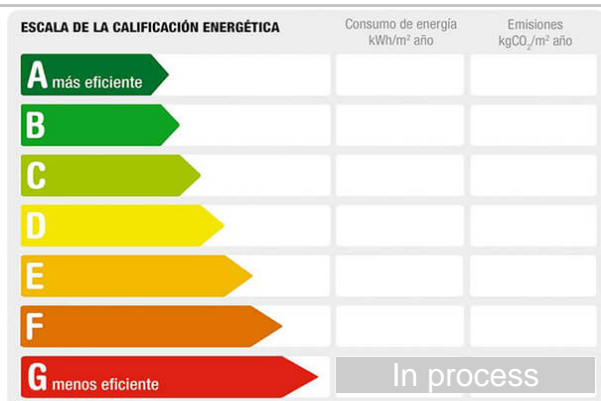 ESCALA DE LA CALIFICACIÓN ENERGÉTICA
Consumo de energía
kWh/m² año
Emisiones
kgCO₂/m² año
A más eficiente
B
C
D
E
F
G menos eficiente
In process